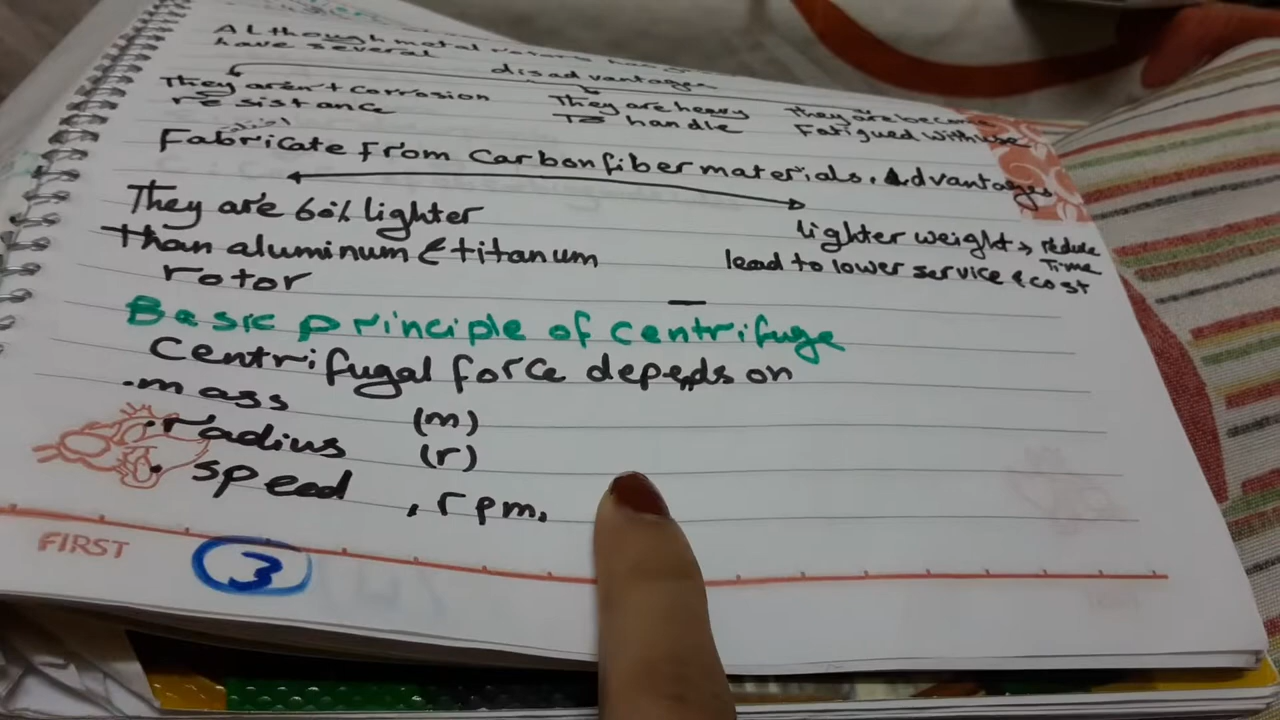 Although metal rotors
have several
disadvantages
They aren't corrosion
resistance
They are heavy
To handle
They are become
Fatigued with use
Fabricate from Carbon fiber materials. Advantages
They are 60% lighter
Than aluminum & titanum
rotor
lighter weight → reduce
Time
lead to lower service & cost
Basic principle of centrifuge
Centrifugal force depends on
. mass (m)
. radius (r)
. speed , rpm,
FIRST
3